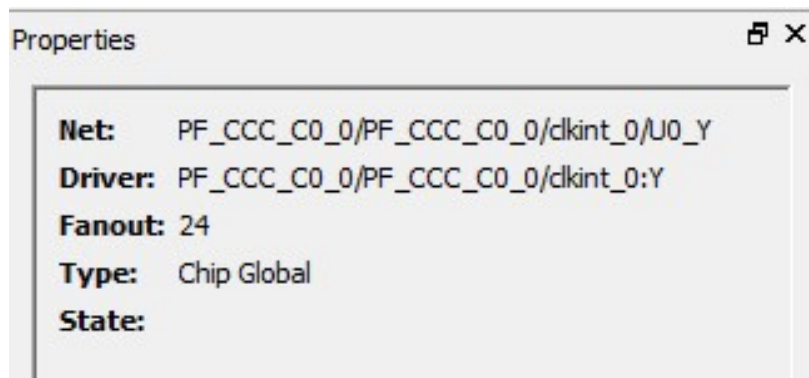 Properties
Net: PF_CCC_C0_0/PF_CCC_C0_0/clkint_0/U0_Y
Driver: PF_CCC_C0_0/PF_CCC_C0_0/clkint_0:Y
Fanout: 24
Type: Chip Global
State: